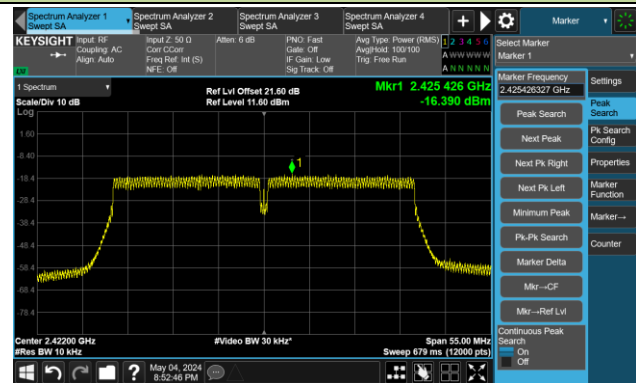 Spectrum Analyzer 1
Swept SA
Spectrum Analyzer 2
Swept SA
Spectrum Analyzer 3
Swept SA
Spectrum Analyzer 4
Swept SA
Marker
KEYSIGHT
Input: RF
Coupling: AC
Align: Auto
Input Z: 50 Ω
Corr CCorr
Freq Ref: Int (S)
NFE: Off
Atten: 6 dB
PNO: Fast
Gate: Off
IF Gain: Low
Sig Track: Off
Avg Type: Power (RMS)
Avg|Hold: 100/100
Trig: Free Run
1 2 3 4 5 6
A W W W W W
A N N N N N
Select Marker
Marker 1
1 Spectrum
Scale/Div 10 dB
Log
Ref Lvl Offset 21.60 dB
Ref Level 11.60 dBm
Mkr1 2.425 426 GHz
-16.390 dBm
1.60
-8.40
-18.4
-28.4
-38.4
-48.4
-58.4
-68.4
-78.4
1
Center 2.42200 GHz
#Res BW 10 kHz
#Video BW 30 kHz*
Span 55.00 MHz
Sweep 679 ms (12000 pts)
Marker Frequency
2.425426327 GHz
Peak Search
Next Peak
Next Pk Right
Next Pk Left
Minimum Peak
Pk-Pk Search
Marker Delta
Mkr→CF
Mkr→Ref Lvl
Continuous Peak
Search
On
Off
Settings
Peak
Search
Pk Search
Config
Properties
Marker
Function
Marker→
Counter
May 04, 2024
8:52:46 PM